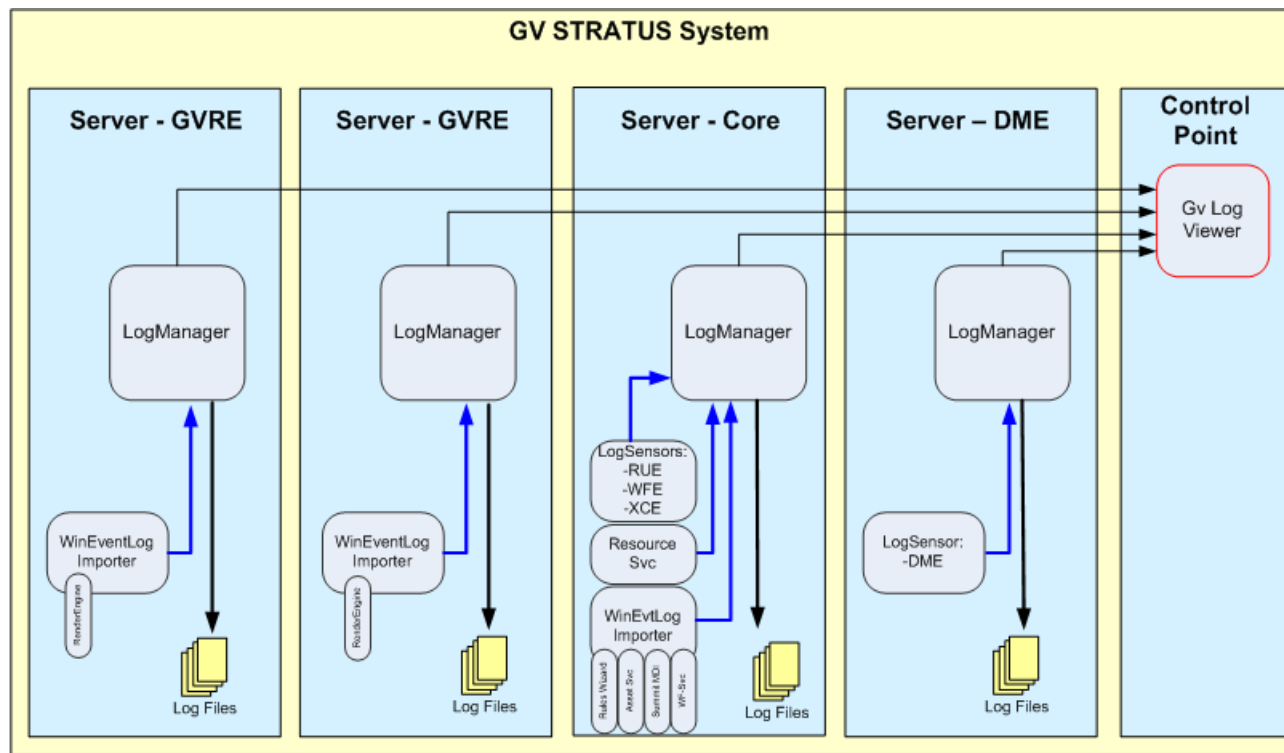 GV STRATUS System
Server - GVRE
LogManager
WinEventLog
Importer
RenderEngine
Log Files
Server - GVRE
LogManager
WinEventLog
Importer
RenderEngine
Log Files
Server - Core
LogManager
LogSensors:
-RUE
-WFE
-XCE
Resource
Svc
WinEvtLog
Importer
Rules Wizard
Asset Svc
Summit MDI
WF-Svc
Log Files
Server – DME
LogManager
LogSensor:
-DME
Log Files
Control
Point
Gv Log
Viewer